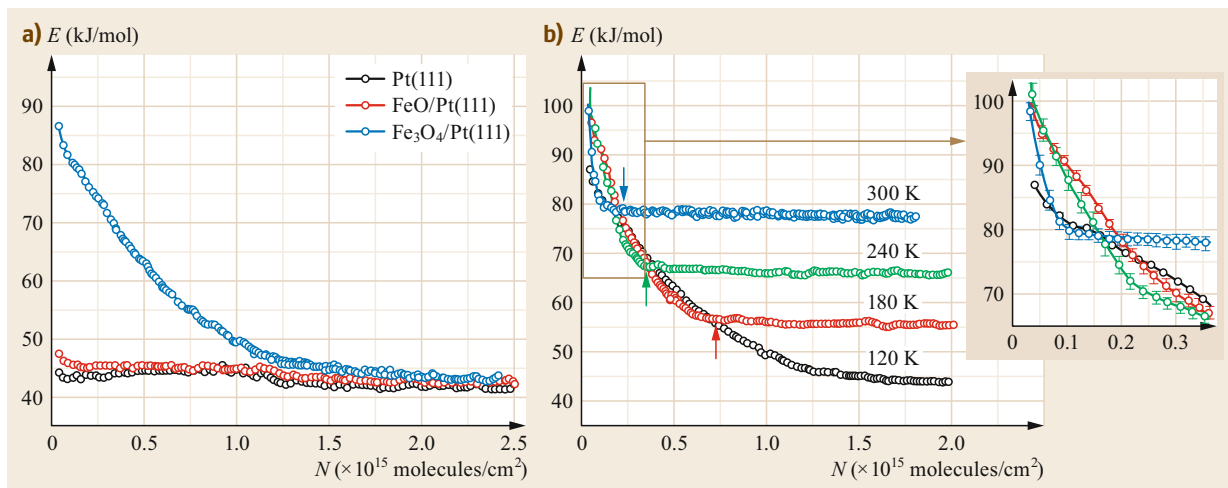 a) E (kJ/mol)
90
80
70
60
50
40
0
0.5
1.0
1.5
2.0
2.5
N (×10¹⁵ molecules/cm²)
Pt(111)
FeO/Pt(111)
Fe₃O₄/Pt(111)
b) E (kJ/mol)
100
90
80
70
60
50
40
0
0.5
1.0
1.5
2.0
N (×10¹⁵ molecules/cm²)
300 K
240 K
180 K
120 K
100
90
80
70
0
0.1
0.2
0.3